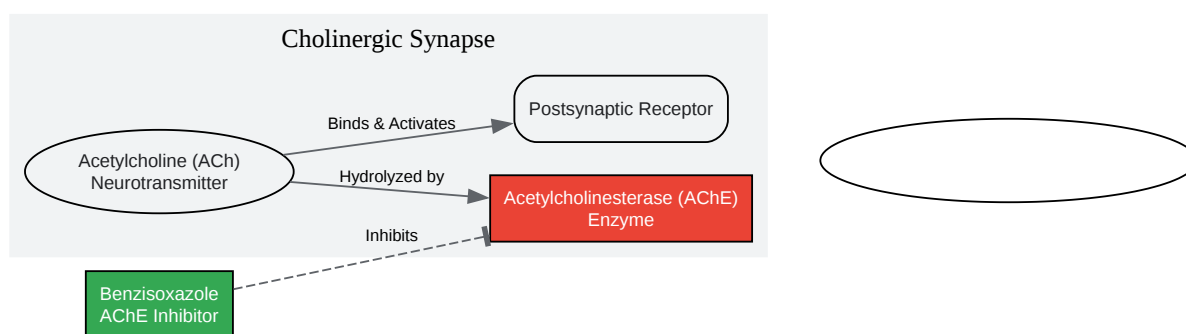 Cholinergic Synapse
Postsynaptic Receptor
Binds & Activates
Acetylcholine (ACh)
Neurotransmitter
Hydrolyzed by
Acetylcholinesterase (AChE)
Enzyme
Inhibits
Benzisoxazole
AChE Inhibitor